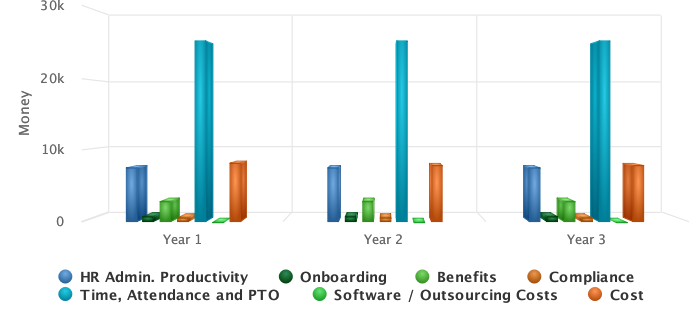 30k
20k
10k
0
Money
Year 1 Year 2 Year 3
HR Admin. Productivity Onboarding Benefits Compliance
Time, Attendance and PTO Software / Outsourcing Costs Cost